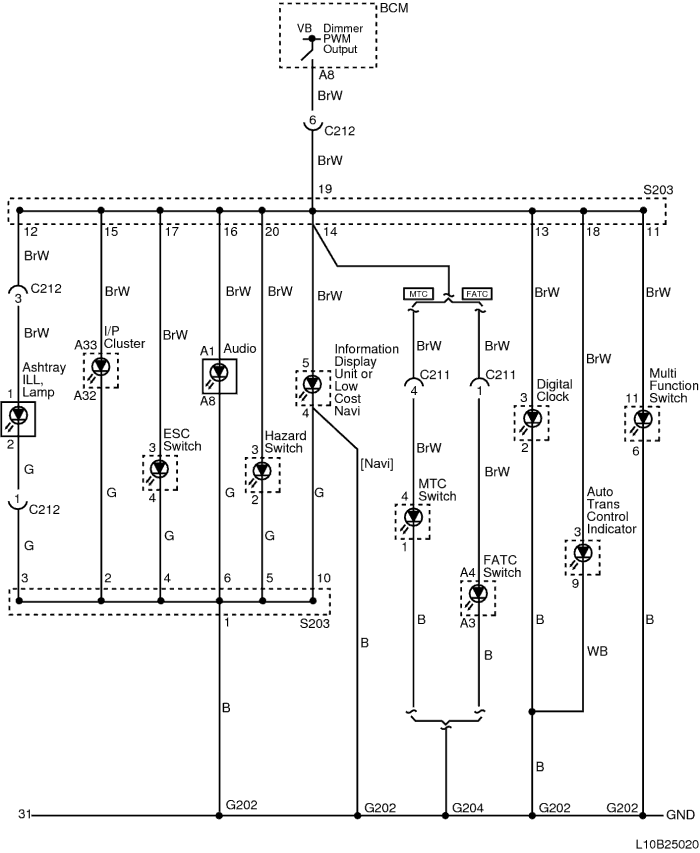 BCM
VB Dimmer
PWM
Output
A8
BrW
6
C212
BrW
19
S203
12 15 17 16 20 14 13 18 11
BrW
C212
3
BrW BrW BrW BrW BrW BrW
MTC FATC
BrW
BrW
BrW BrW
BrW
A33 I/P
Cluster
A1 Audio
5 Information
Display
Unit or
Low
Cost
Navi
C211 C211
4 1
Ashtray
ILL,
Lamp
1
A32
A8
4
3 Digital
Clock
Multi
Function
Switch
11
2
ESC
Switch
3
Hazard
Switch
3
BrW
2
6
G
4
2
[Navi]
BrW
1
C212
G G G G G
MTC
Switch
4
1
Auto
Trans
Control
Indicator
3
G
G
G
FATC
Switch
A4
9
3 2 4 6 5 10
A3
1
S203
B
B
B
B
B
WB
B
B
B
31
G202 G202 G204 G202 G202
GND
L10B25020